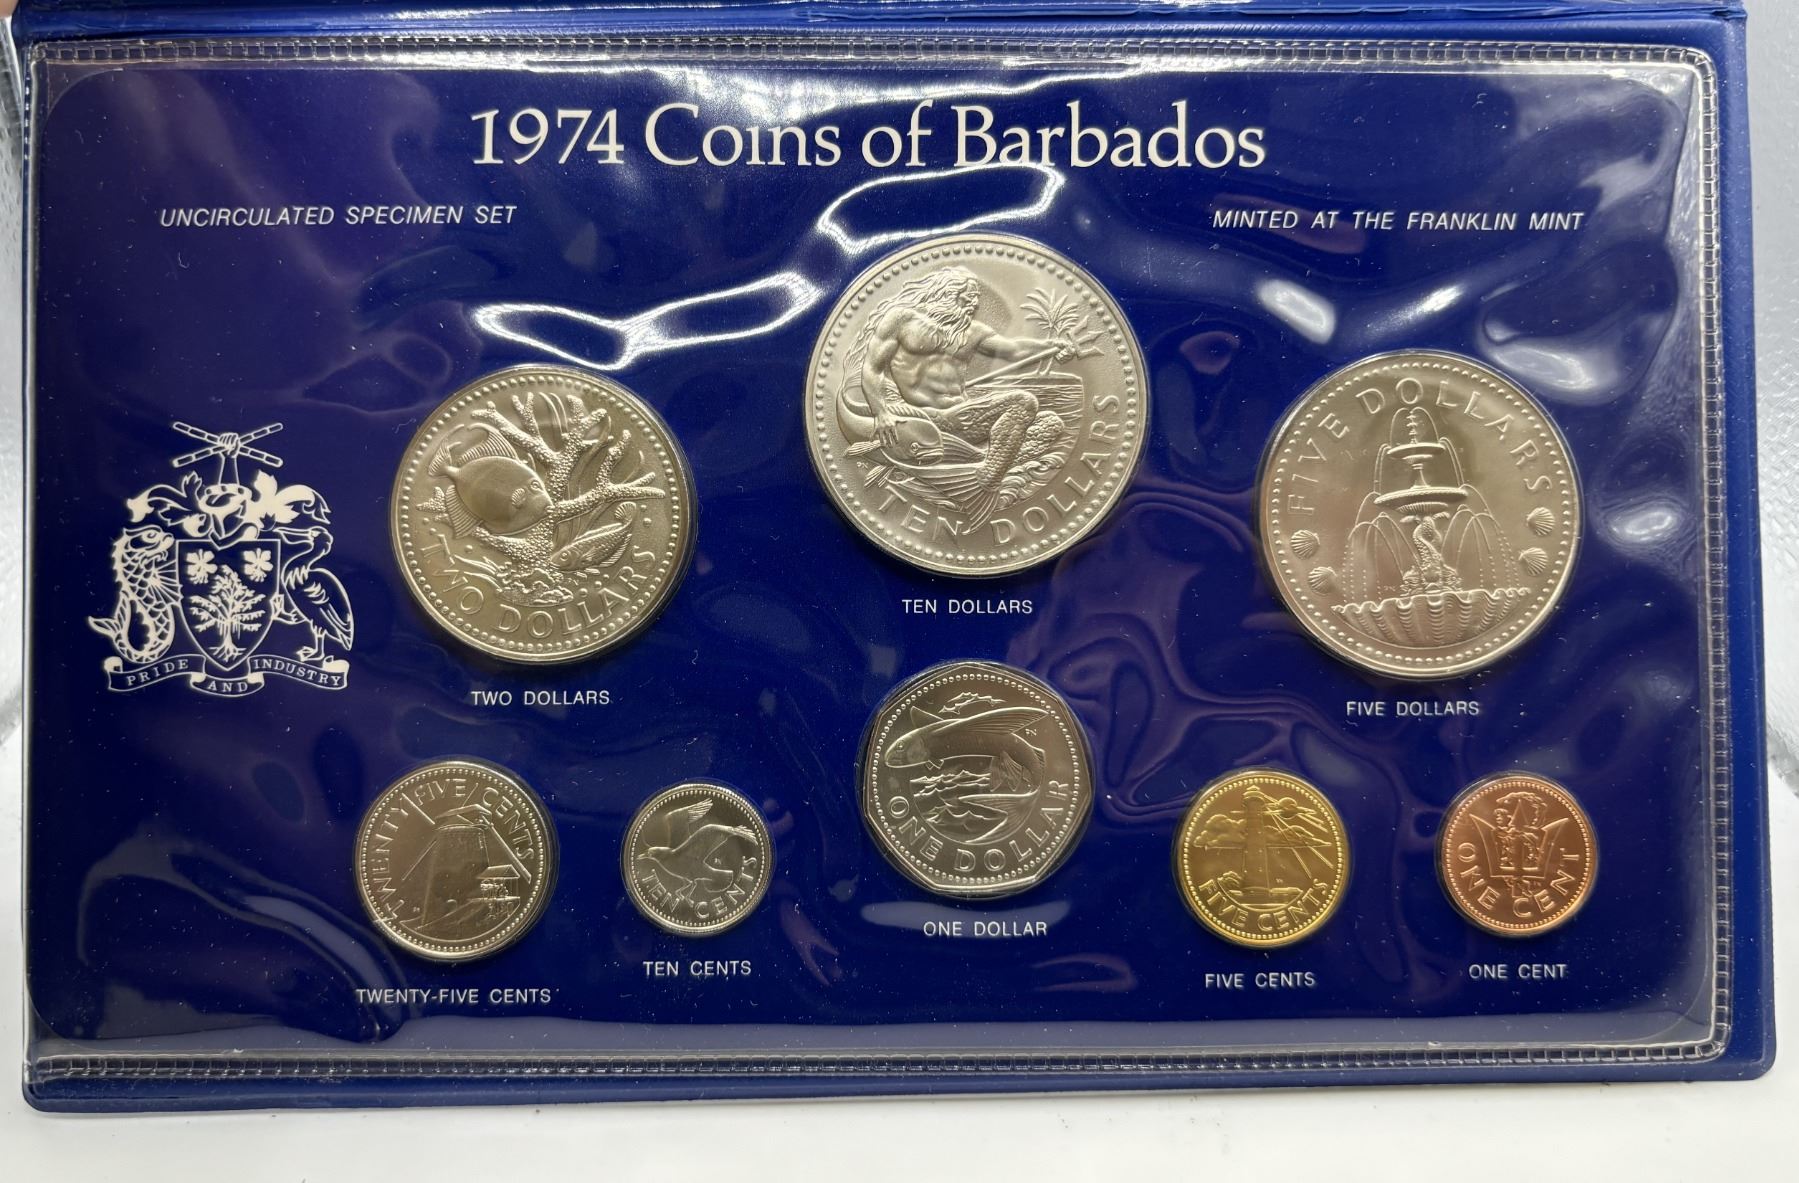 1974 Coins of Barbados
UNCIRCULATED SPECIMEN SET
MINTED AT THE FRANKLIN MINT
TEN DOLLARS
TEN DOLLARS
FIVE DOLLARS
FIVE DOLLARS
TWO DOLLARS
TWO DOLLARS
PRIDE AND INDUSTRY
ONE DOLLAR
ONE DOLLAR
TWENTY FIVE CENTS
TWENTY-FIVE CENTS
TEN CENTS
TEN CENTS
FIVE CENTS
FIVE CENTS
ONE CENT
ONE CENT